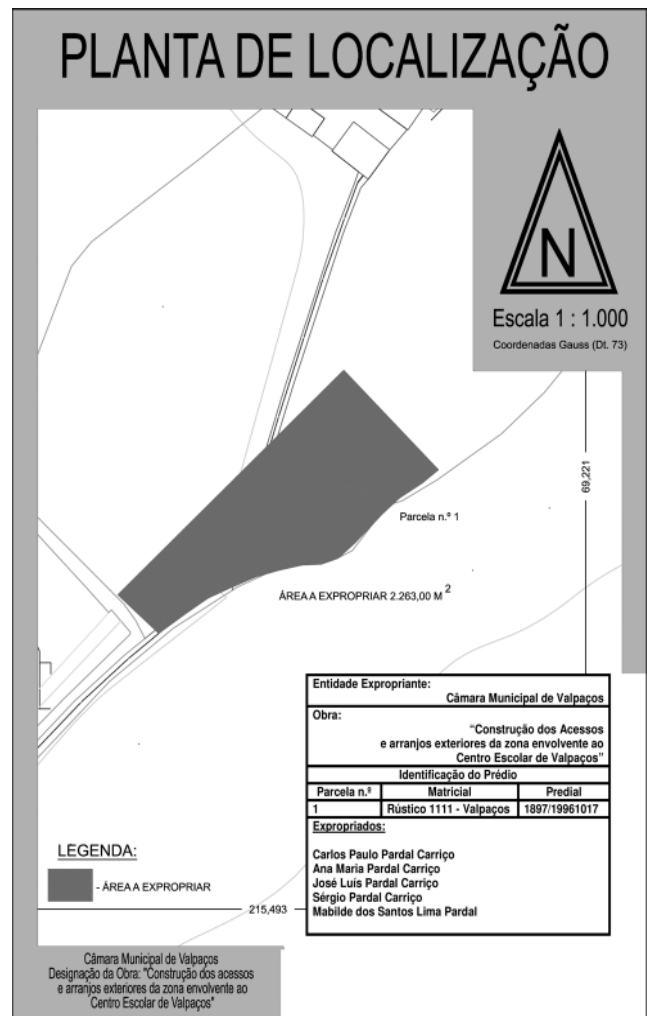 PLANTA DE LOCALIZAÇÃO
N
Escala 1 : 1.000
Coordenadas Gauss (Dt. 73)
69,221
Parcela n.º 1
ÁREA A EXPROPRIAR 2.263,00 M 2
Entidade Expropriante:
Câmara Municipal de Valpaços
Obra:
“Construção dos Acessos
e arranjos exteriores da zona envolvente ao
Centro Escolar de Valpaços”
Identificação do Prédio
Parcela n.º Matricial Predial
1 Rústico 1111 - Valpaços 1897/19961017
Expropriados:
Carlos Paulo Pardal Carriço
Ana Maria Pardal Carriço
José Luís Pardal Carriço
Sérgio Pardal Carriço
Mabilde dos Santos Lima Pardal
LEGENDA:
- ÁREA A EXPROPRIAR
215,493
Câmara Municipal de Valpaços
Designação da Obra: "Construção dos acessos
e arranjos exteriores da zona envolvente ao
Centro Escolar de Valpaços"